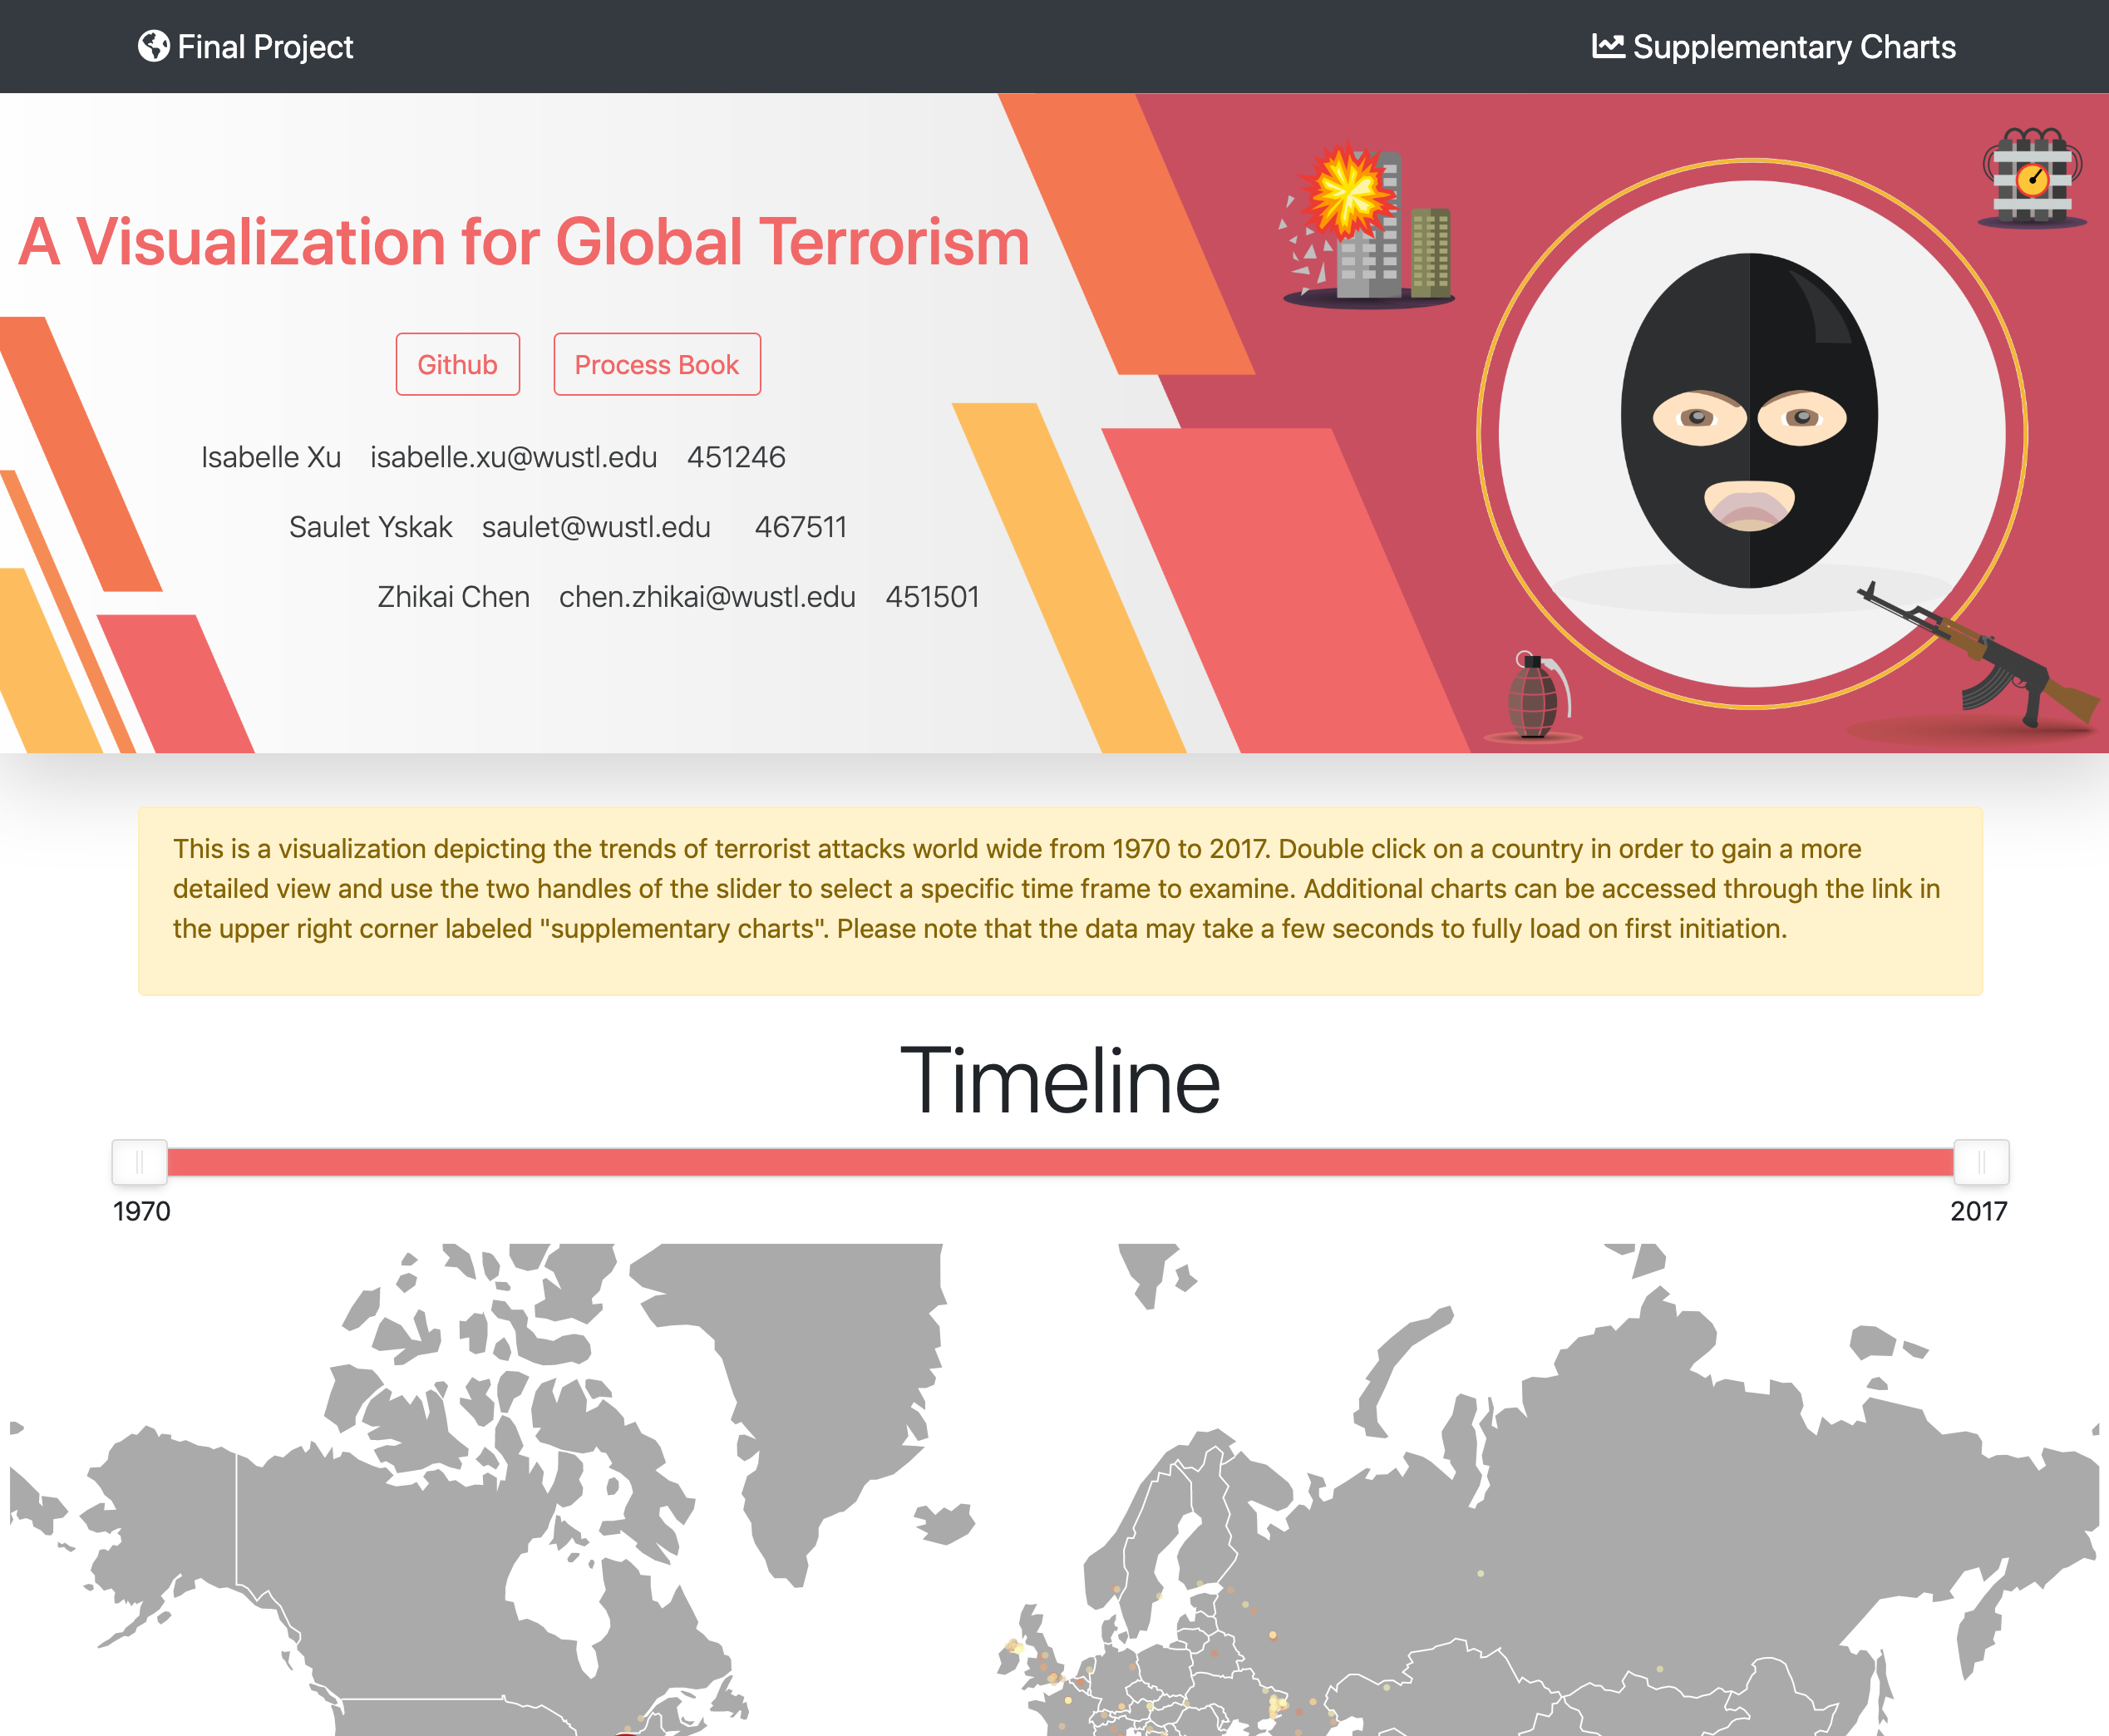 Final Project
Supplementary Charts
A Visualization for Global Terrorism
Github
Process Book
Isabelle Xu isabelle.xu@wustl.edu 451246
Saulet Yskak saulet@wustl.edu 467511
Zhikai Chen chen.zhikai@wustl.edu 451501
This is a visualization depicting the trends of terrorist attacks world wide from 1970 to 2017. Double click on a country in order to gain a more
detailed view and use the two handles of the slider to select a specific time frame to examine. Additional charts can be accessed through the link in
the upper right corner labeled "supplementary charts". Please note that the data may take a few seconds to fully load on first initiation.
Timeline
1970
2017